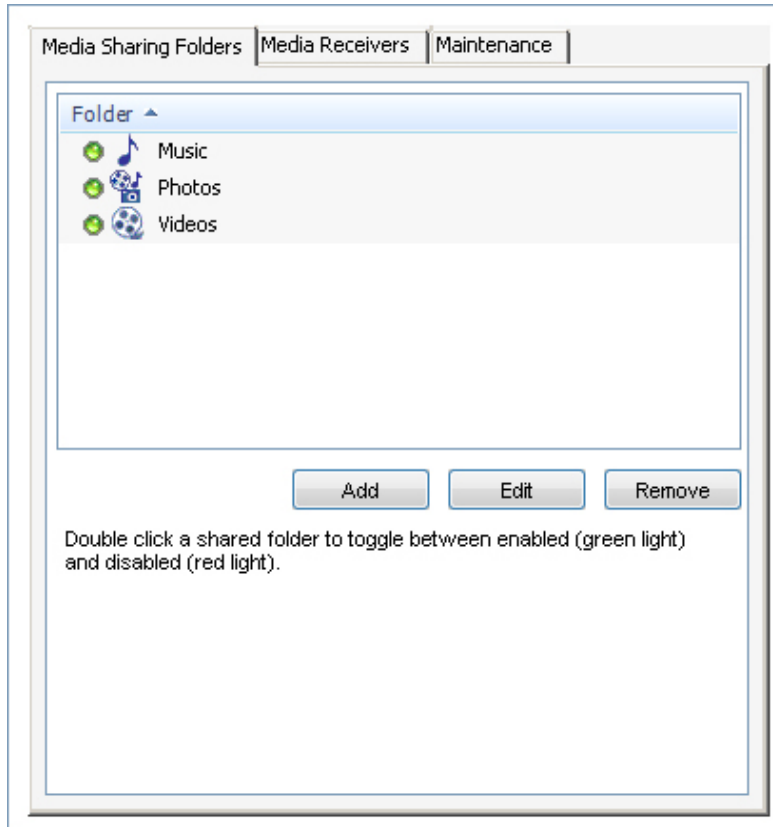 Media Sharing Folders Media Receivers Maintenance
Folder
Music
Photos
Videos
Add Edit Remove
Double click a shared folder to toggle between enabled (green light)
and disabled (red light).